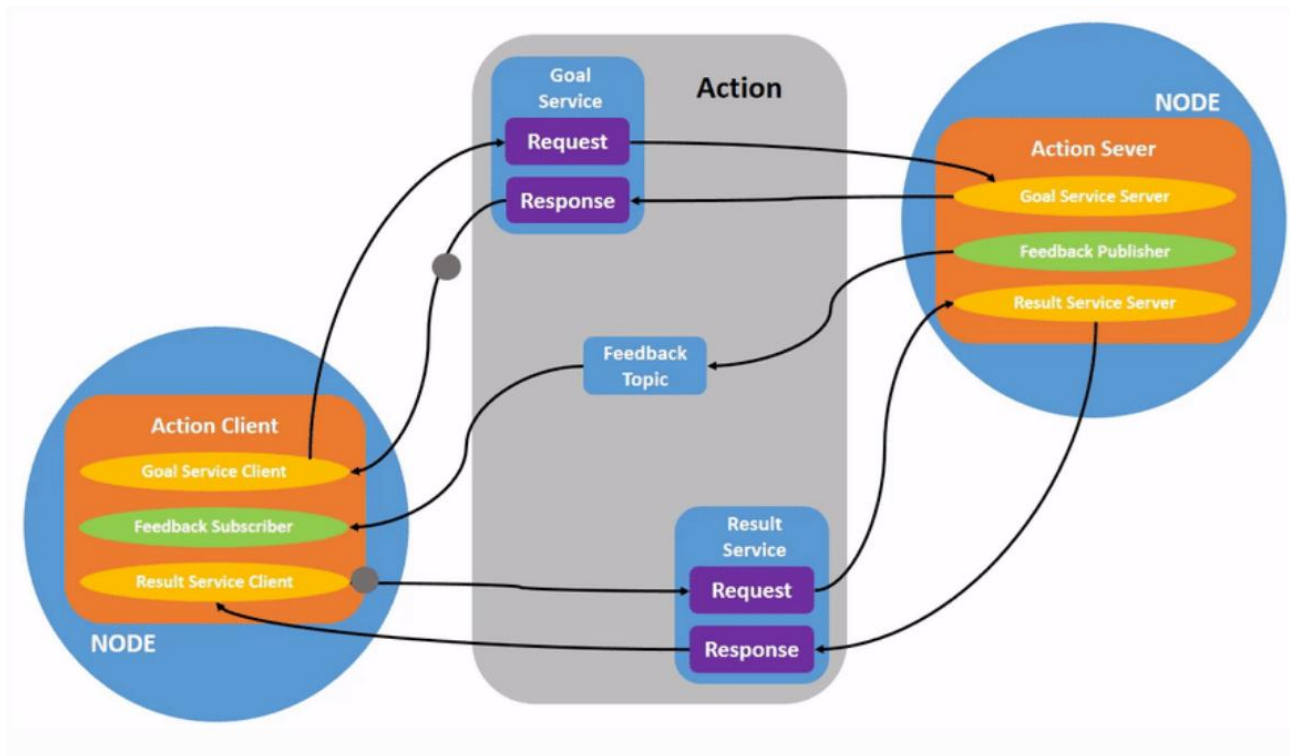 Goal
Service
Request
Response
Action
NODE
Action Sever
Goal Service Server
Feedback Publisher
Result Service Server
Feedback
Topic
Action Client
Goal Service Client
Feedback Subscriber
Result Service Client
NODE
Result
Service
Request
Response